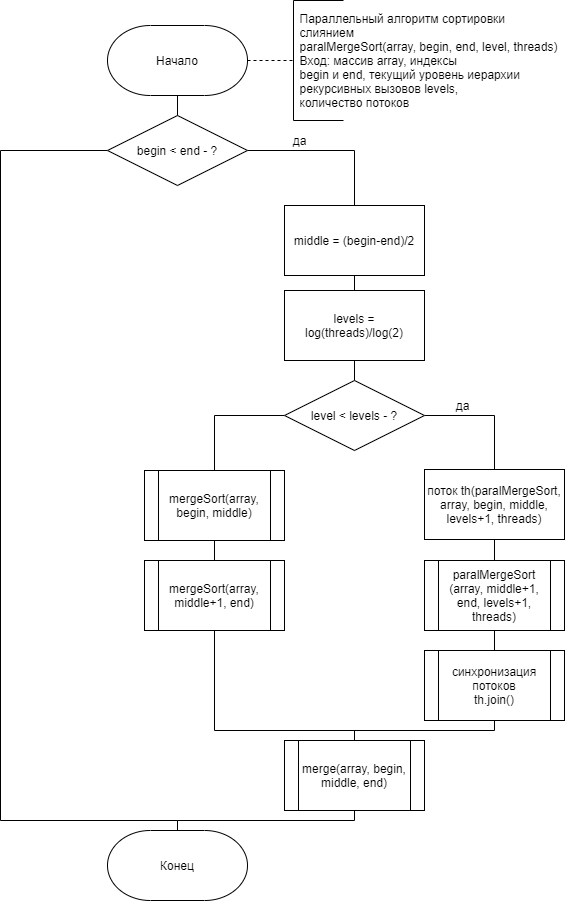 Начало
Параллельный алгоритм сортировки
слиянием
paralMergeSort(array, begin, end, level, threads)
Вход: массив array, индексы
begin и end, текущий уровень иерархии
рекурсивных вызовов levels,
количество потоков
begin < end - ?
да
middle = (begin-end)/2
levels =
log(threads)/log(2)
level < levels - ?
да
mergeSort(array,
begin, middle)
поток th(paralMergeSort,
array, begin, middle,
levels+1, threads)
mergeSort(array,
middle+1, end)
paralMergeSort
(array, middle+1,
end, levels+1,
threads)
синхронизация
потоков
th.join()
merge(array, begin,
middle, end)
Конец